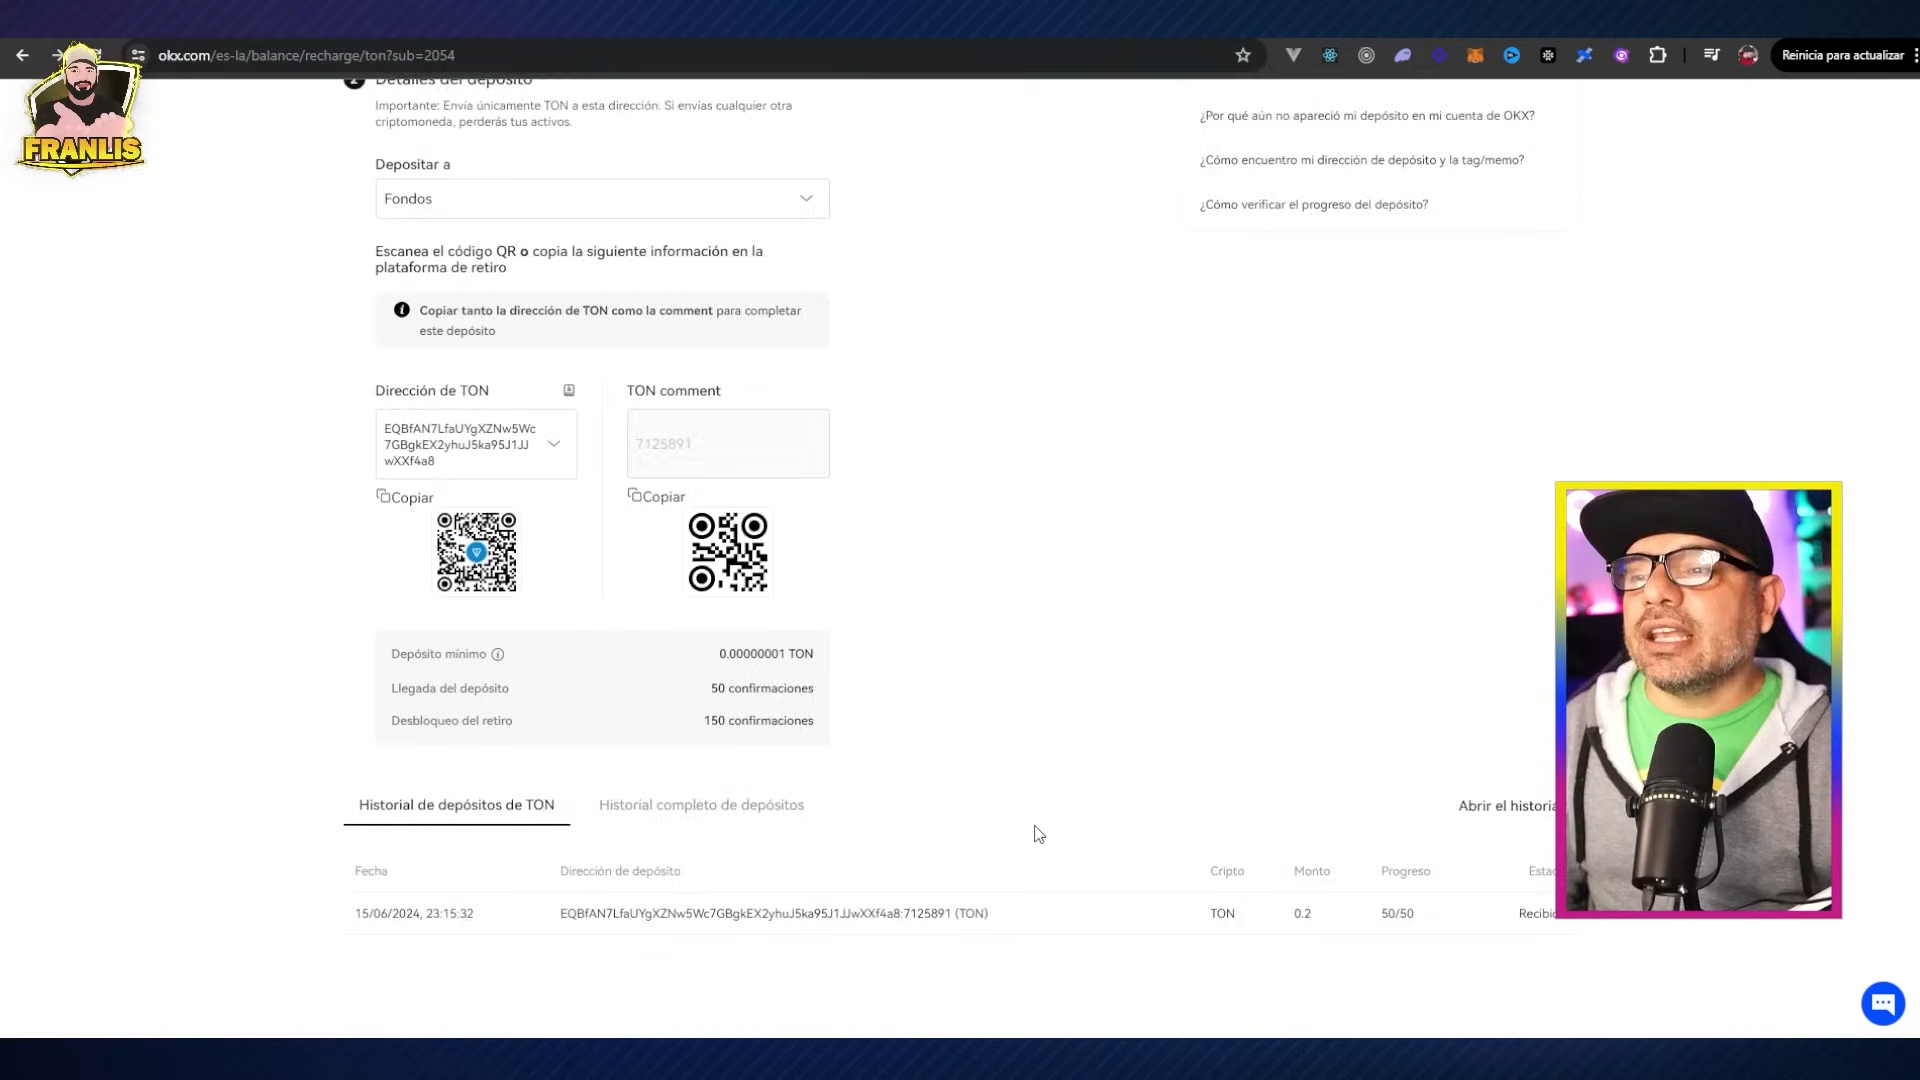 okx.com/es-la/balance/recharge/ton?sub=2054
Reinicia para actualizar
FRANLIS
2 Detalles del depósito
Importante: Envía únicamente TON a esta dirección. Si envías cualquier otra
criptomoneda, perderás tus activos.
¿Por qué aún no apareció mi depósito en mi cuenta de OKX?
¿Cómo encuentro mi dirección de depósito y la tag/memo?
¿Cómo verificar el progreso del depósito?
Depositar a
Fondos
Escanea el código QR o copia la siguiente información en la
plataforma de retiro
Copiar tanto la dirección de TON como la comment para completar
este depósito
Dirección de TON
EQBfAN7LfaUYgXZNw5Wc
7GBgkEX2yhuJ5ka95J1JJ
wXXf4a8
Copiar
TON comment
7125891
Copiar
Depósito mínimo 0.00000001 TON
Llegada del depósito 50 confirmaciones
Desbloqueo del retiro 150 confirmaciones
Historial de depósitos de TON Historial completo de depósitos Abrir el historia
Fecha Dirección de depósito Cripto Monto Progreso Estad
15/06/2024, 23:15:32 EQBfAN7LfaUYgXZNw5Wc7GBgkEX2yhuJ5ka95J1JJwXXf4a8:7125891 (TON) TON 0.2 50/50 Recibi